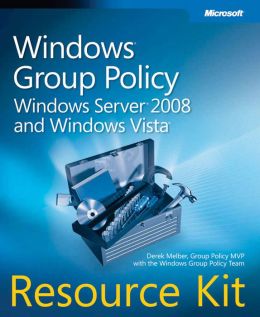 Microsoft
Windows
Group Policy
Windows Server™ 2008
and Windows Vista®
Derek Melber, Group Policy MVP
with the Windows Group Policy Team
Resource Kit